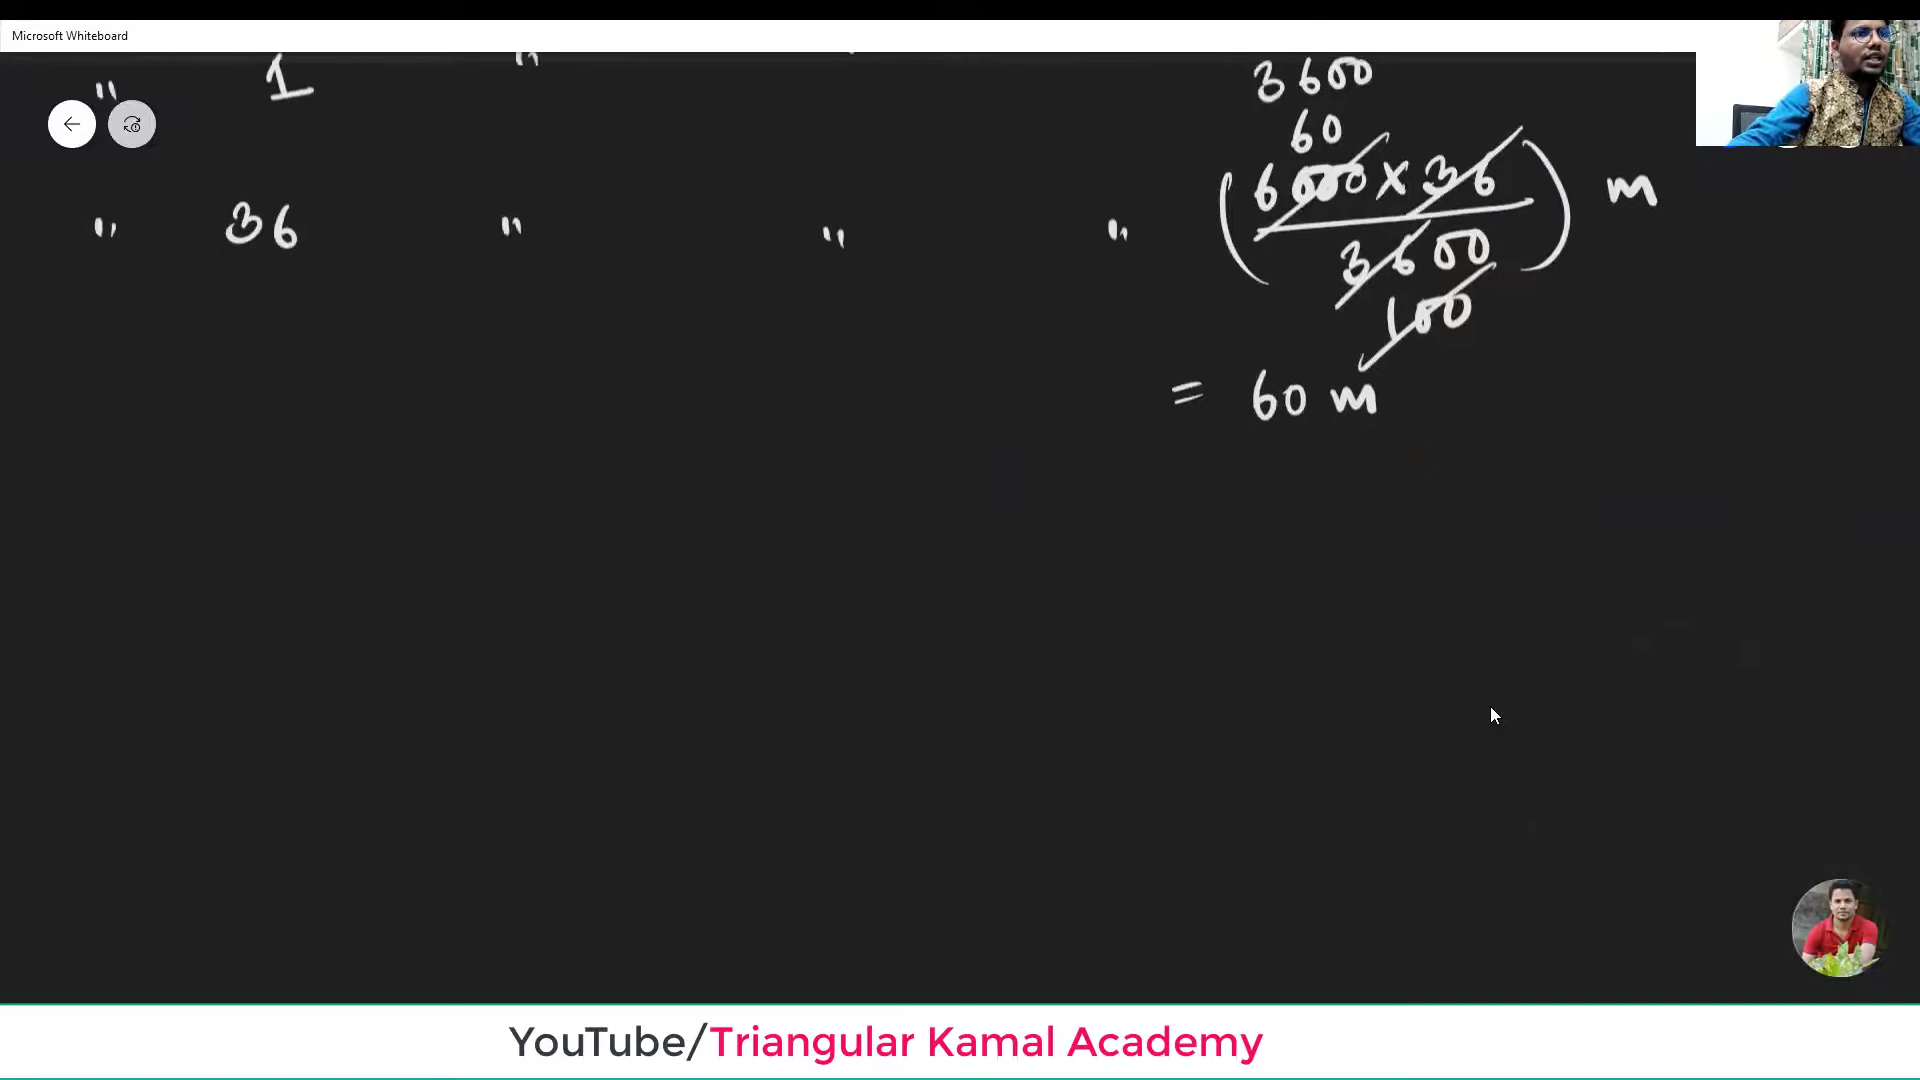 Microsoft Whiteboard
" 1 "
3600
60
" 36 " " " (6000 x 36) m
3600
100
= 60 m
YouTube/Triangular Kamal Academy